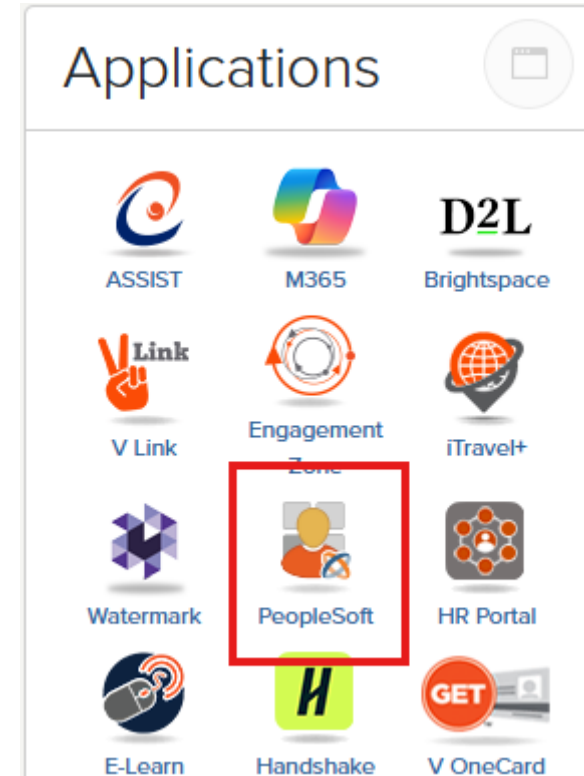 Applications
D2L
ASSIST M365 Brightspace
Link
V Link Engagement Zone iTravel+
Watermark PeopleSoft HR Portal
GET
E-Learn Handshake V OneCard